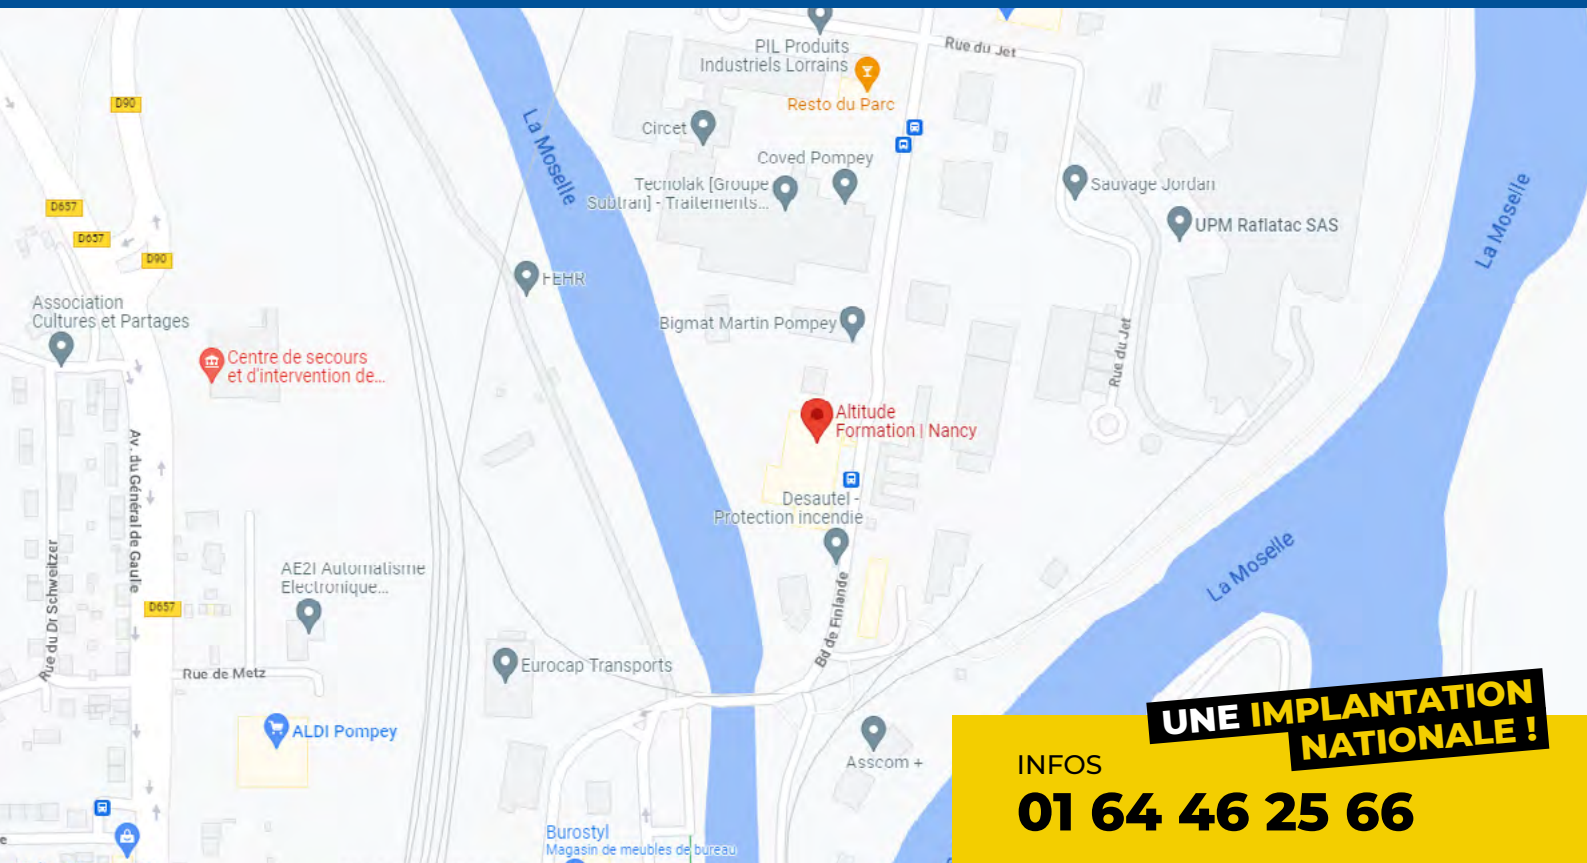 PIL Produits
Industriels Lorrains
Rue du Jet
Resto du Parc
D90
La Moselle
Circet
Coved Pompey
Tecnolak [Groupe
Subtran] - Traitements...
Sauvage Jordan
UPM Raflatac SAS
La Moselle
D657
D657
D90
FEHR
Association
Cultures et Partages
Bigmat Martin Pompey
Centre de secours
et d'intervention de...
Rue du Jet
Altitude
Formation | Nancy
Av. du Général de Gaulle
Desautel -
Protection incendie
Rue du Dr Schweitzer
AE2I Automatisme
Electronique...
La Moselle
D657
Bd de Finlande
Eurocap Transports
Rue de Metz
ALDI Pompey
Asscom +
Burostyl
Magasin de meubles de bureau
UNE IMPLANTATION
NATIONALE !
INFOS
01 64 46 25 66